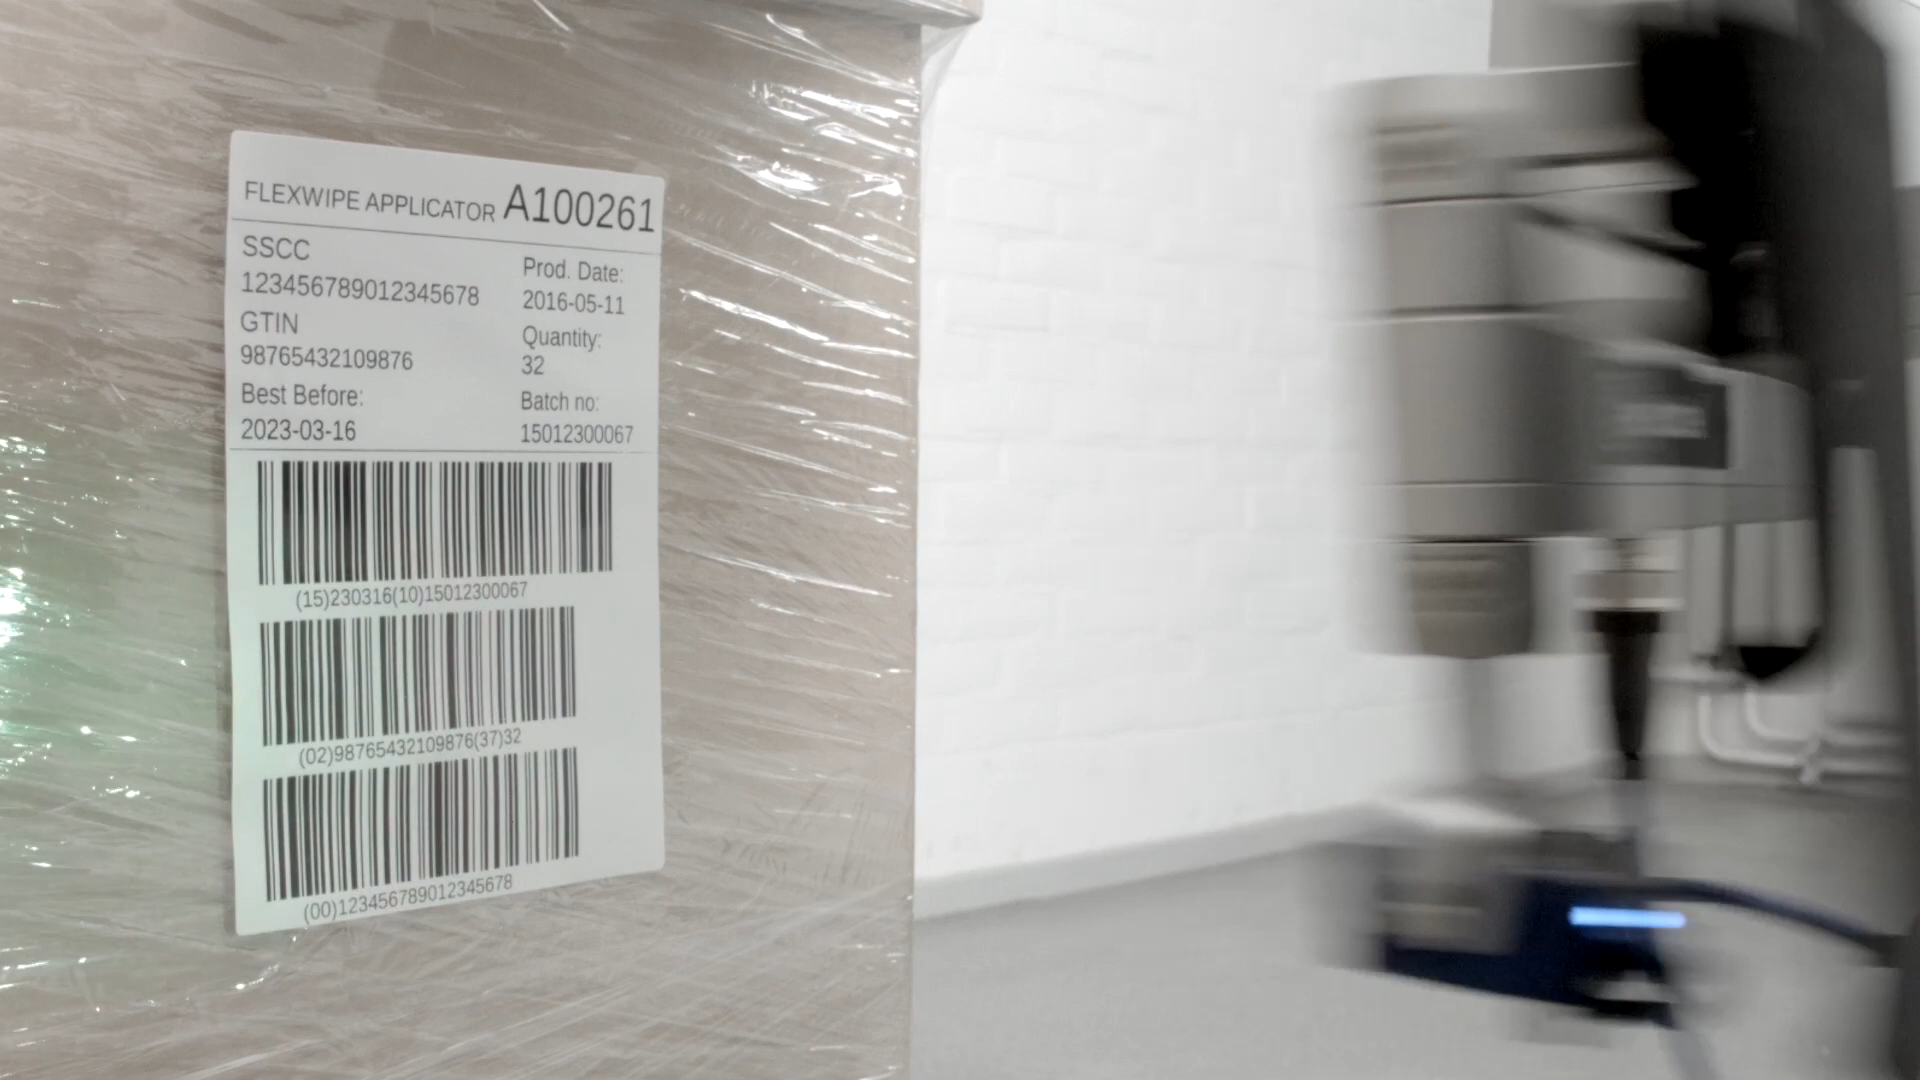 FLEXWIPE APPLICATOR A100261
SSCC
123456789012345678
GTIN
98765432109876
Best Before:
2023-03-16
Prod. Date:
2016-05-11
Quantity:
32
Batch no:
15012300067
(15)230316(10)15012300067
(02)98765432109876(37)32
(00)123456789012345678